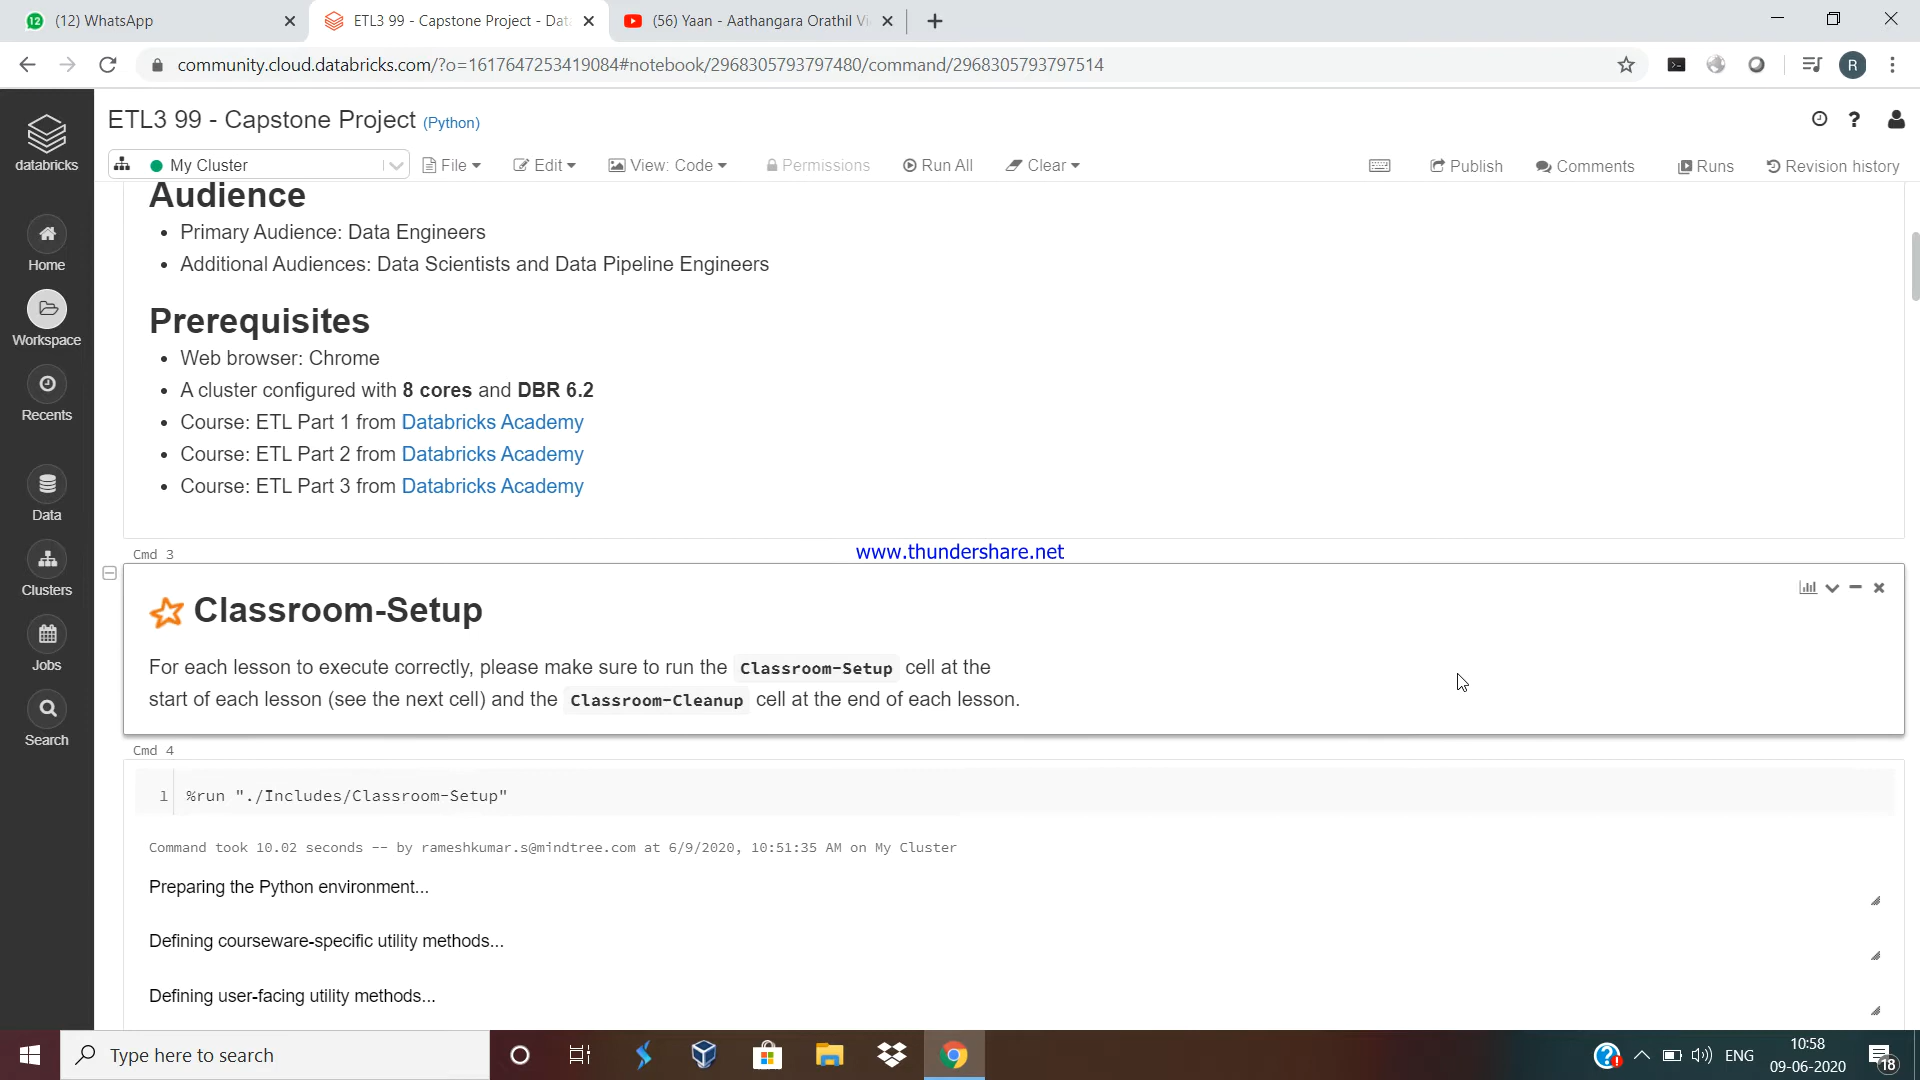 12 (12) WhatsApp
ETL3 99 - Capstone Project - Dat
(56) Yaan - Aathangara Orathil Vi
community.cloud.databricks.com/?o=1617647253419084#notebook/2968305793797480/command/2968305793797514
R
databricks
Home
Workspace
Recents
Data
Clusters
Jobs
Search
ETL3 99 - Capstone Project (Python)
My Cluster
File
Edit
View: Code
Permissions
Run All
Clear
Publish
Comments
Runs
Revision history
Audience
• Primary Audience: Data Engineers
• Additional Audiences: Data Scientists and Data Pipeline Engineers
Prerequisites
• Web browser: Chrome
• A cluster configured with 8 cores and DBR 6.2
• Course: ETL Part 1 from Databricks Academy
• Course: ETL Part 2 from Databricks Academy
• Course: ETL Part 3 from Databricks Academy
www.thundershare.net
Cmd 3
Classroom-Setup
For each lesson to execute correctly, please make sure to run the Classroom-Setup cell at the
start of each lesson (see the next cell) and the Classroom-Cleanup cell at the end of each lesson.
Cmd 4
1 %run "./Includes/Classroom-Setup"
Command took 10.02 seconds -- by rameshkumar.s@mindtree.com at 6/9/2020, 10:51:35 AM on My Cluster
Preparing the Python environment...
Defining courseware-specific utility methods...
Defining user-facing utility methods...
Type here to search
ENG
10:58
09-06-2020
18